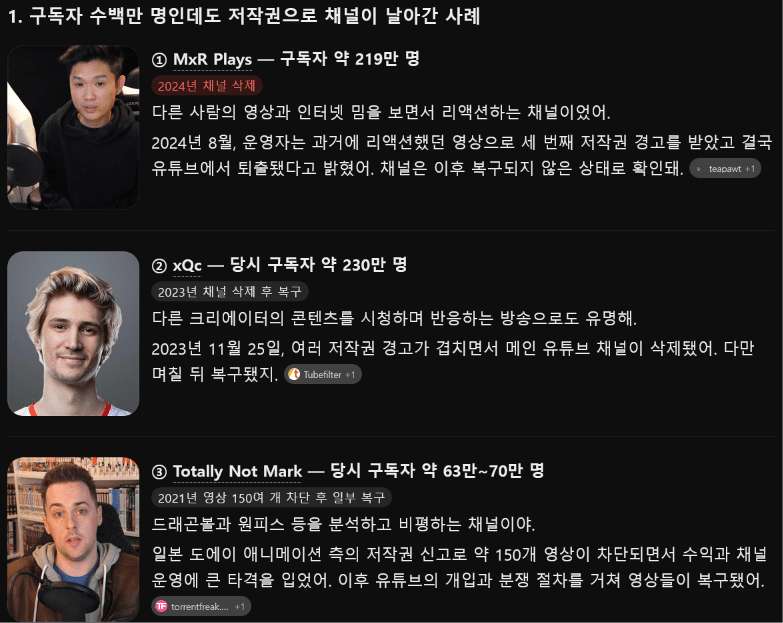 1. 구독자 수백만 명인데도 저작권으로 채널이 날아간 사례
① MxR Plays — 구독자 약 219만 명
2024년 채널 삭제
다른 사람의 영상과 인터넷 밈을 보면서 리액션하는 채널이었어.
2024년 8월, 운영자는 과거에 리액션했던 영상으로 세 번째 저작권 경고를 받았고 결국
유튜브에서 퇴출됐다고 밝혔어. 채널은 이후 복구되지 않은 상태로 확인돼. teapawt +1
② xQc — 당시 구독자 약 230만 명
2023년 채널 삭제 후 복구
다른 크리에이터의 콘텐츠를 시청하며 반응하는 방송으로도 유명해.
2023년 11월 25일, 여러 저작권 경고가 겹치면서 메인 유튜브 채널이 삭제됐어. 다만
며칠 뒤 복구됐지. Tubefilter +1
③ Totally Not Mark — 당시 구독자 약 63만~70만 명
2021년 영상 150여 개 차단 후 일부 복구
드래곤볼과 원피스 등을 분석하고 비평하는 채널이야.
일본 도에이 애니메이션 측의 저작권 신고로 약 150개 영상이 차단되면서 수익과 채널
운영에 큰 타격을 입었어. 이후 유튜브의 개입과 분쟁 절차를 거쳐 영상들이 복구됐어.
TF torrentfreak.... +1